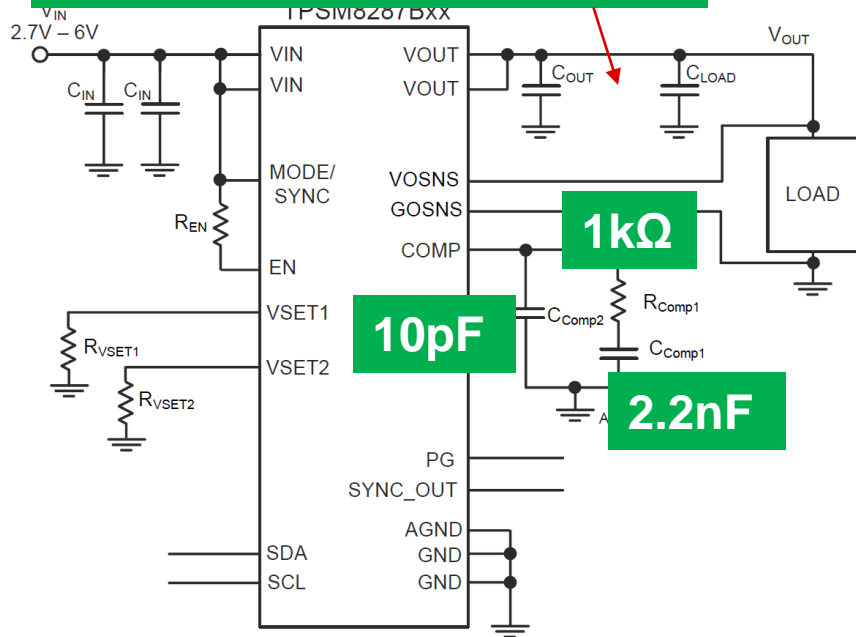 TPSM8287Bxx
VIN
2.7V – 6V
VIN
VIN
CIN
CIN
MODE/
SYNC
REN
EN
VSET1
RVSET1
VSET2
RVSET2
SDA
SCL
VOUT
VOUT
VOSNS
GOSNS
COMP
PG
SYNC_OUT
AGND
GND
GND
COUT
CLOAD
VOUT
LOAD
1kΩ
10pF
CComp2
RComp1
CComp1
2.2nF